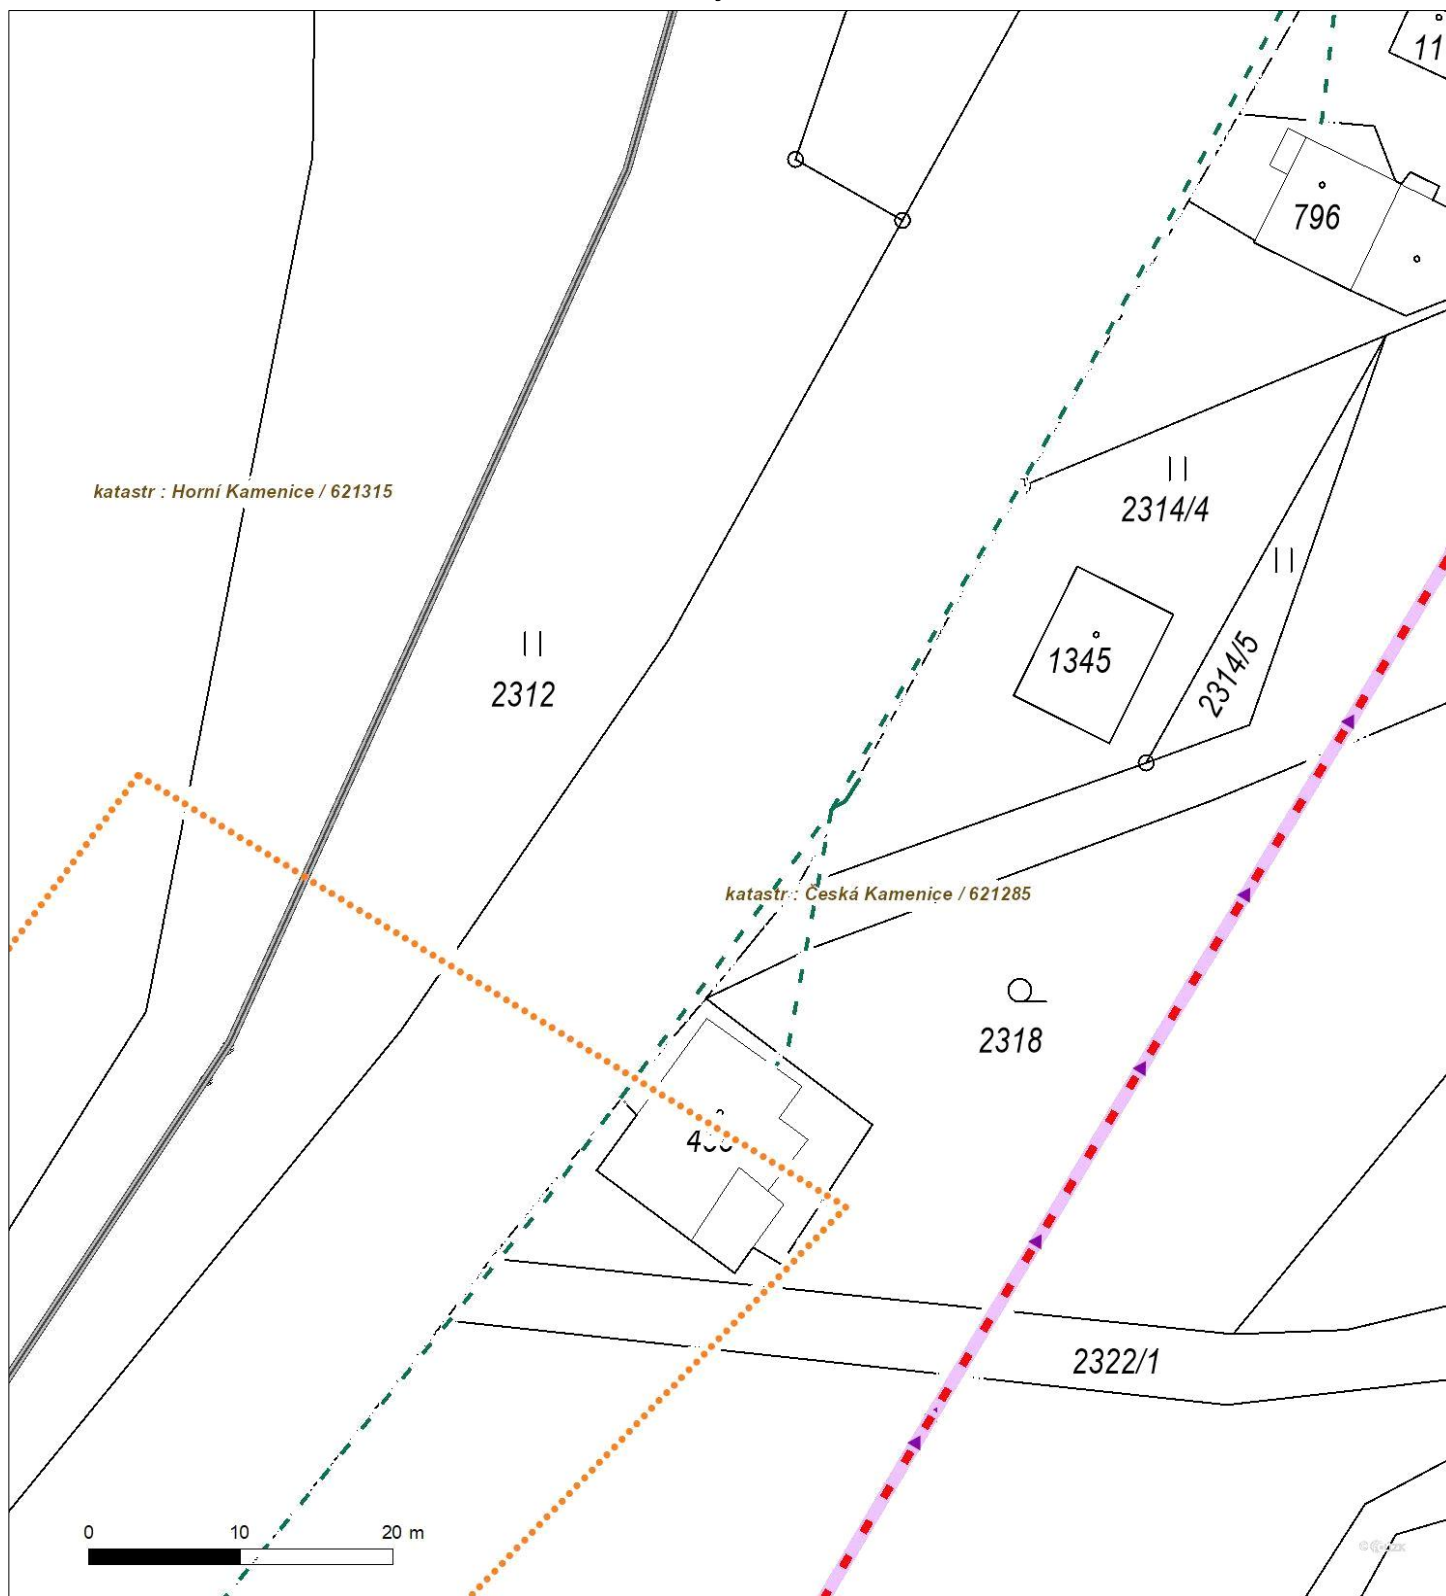 11
796
katastr : Horní Kamenice / 621315
2314/4
2314/5
1345
2312
katastr : Česká Kamenice / 621285
2318
2322/1
0 10 20 m